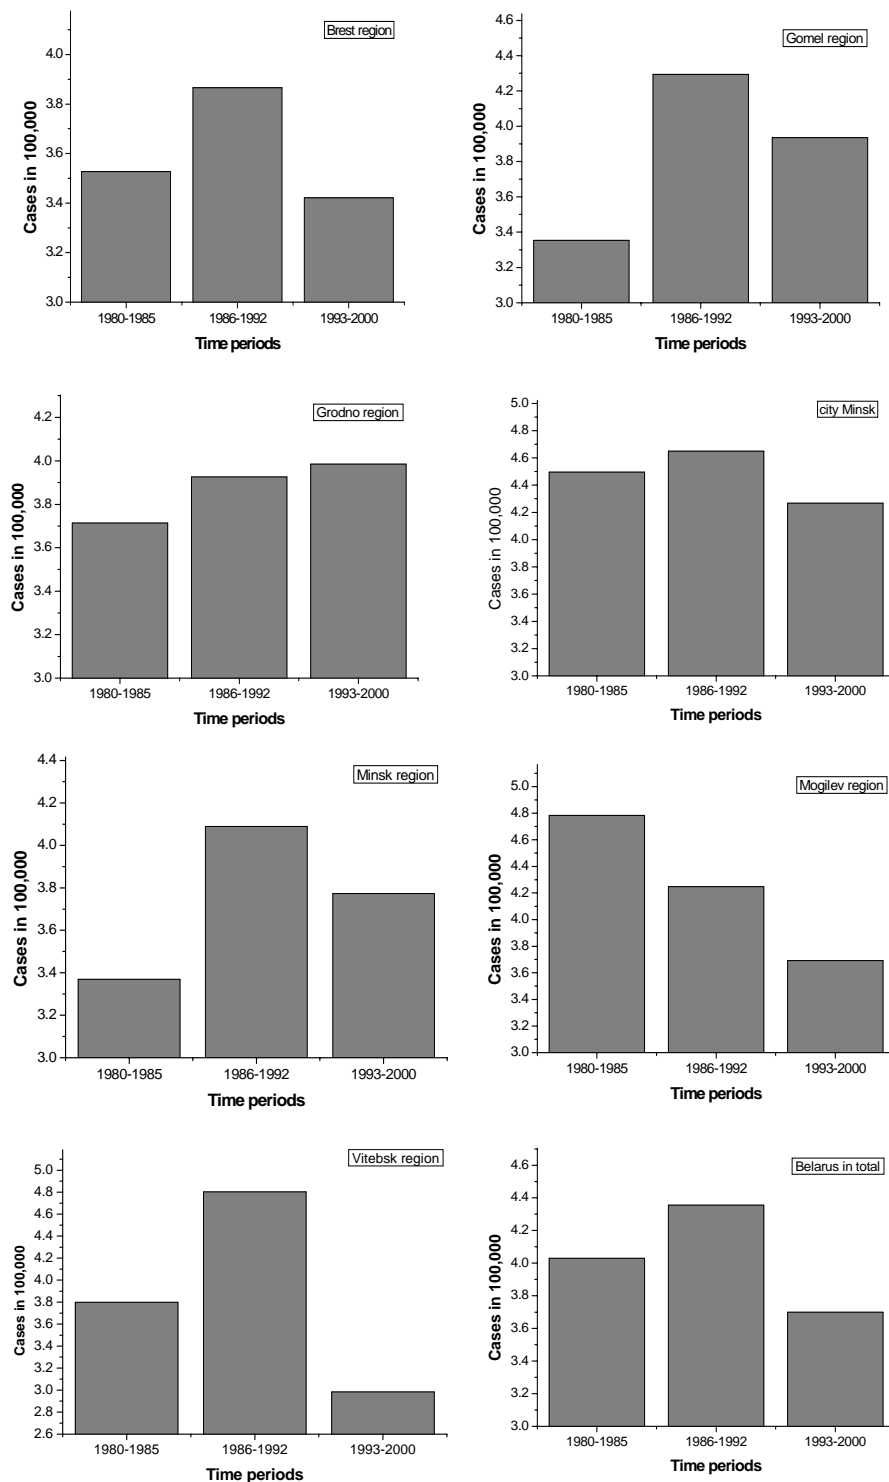 Brest region
Cases in 100,000
4.0
3.8
3.6
3.4
3.2
3.0
1980-1985 1986-1992 1993-2000
Time periods
Gomel region
Cases in 100,000
4.6
4.4
4.2
4.0
3.8
3.6
3.4
3.2
3.0
1980-1985 1986-1992 1993-2000
Time periods
Grodno region
Cases in 100,000
4.2
4.0
3.8
3.6
3.4
3.2
3.0
1980-1985 1986-1992 1993-2000
Time periods
city Minsk
Cases in 100,000
5.0
4.8
4.6
4.4
4.2
4.0
3.8
3.6
3.4
3.2
3.0
1980-1985 1986-1992 1993-2000
Time periods
Minsk region
Cases in 100,000
4.4
4.2
4.0
3.8
3.6
3.4
3.2
3.0
1980-1985 1986-1992 1993-2000
Time periods
Mogilev region
Cases in 100,000
5.0
4.8
4.6
4.4
4.2
4.0
3.8
3.6
3.4
3.2
3.0
1980-1985 1986-1992 1993-2000
Time periods
Vitebsk region
Cases in 100,000
5.0
4.8
4.6
4.4
4.2
4.0
3.8
3.6
3.4
3.2
3.0
2.8
2.6
1980-1985 1986-1992 1993-2000
Time periods
Belarus in total
Cases in 100,000
4.6
4.4
4.2
4.0
3.8
3.6
3.4
3.2
3.0
1980-1985 1986-1992 1993-2000
Time periods